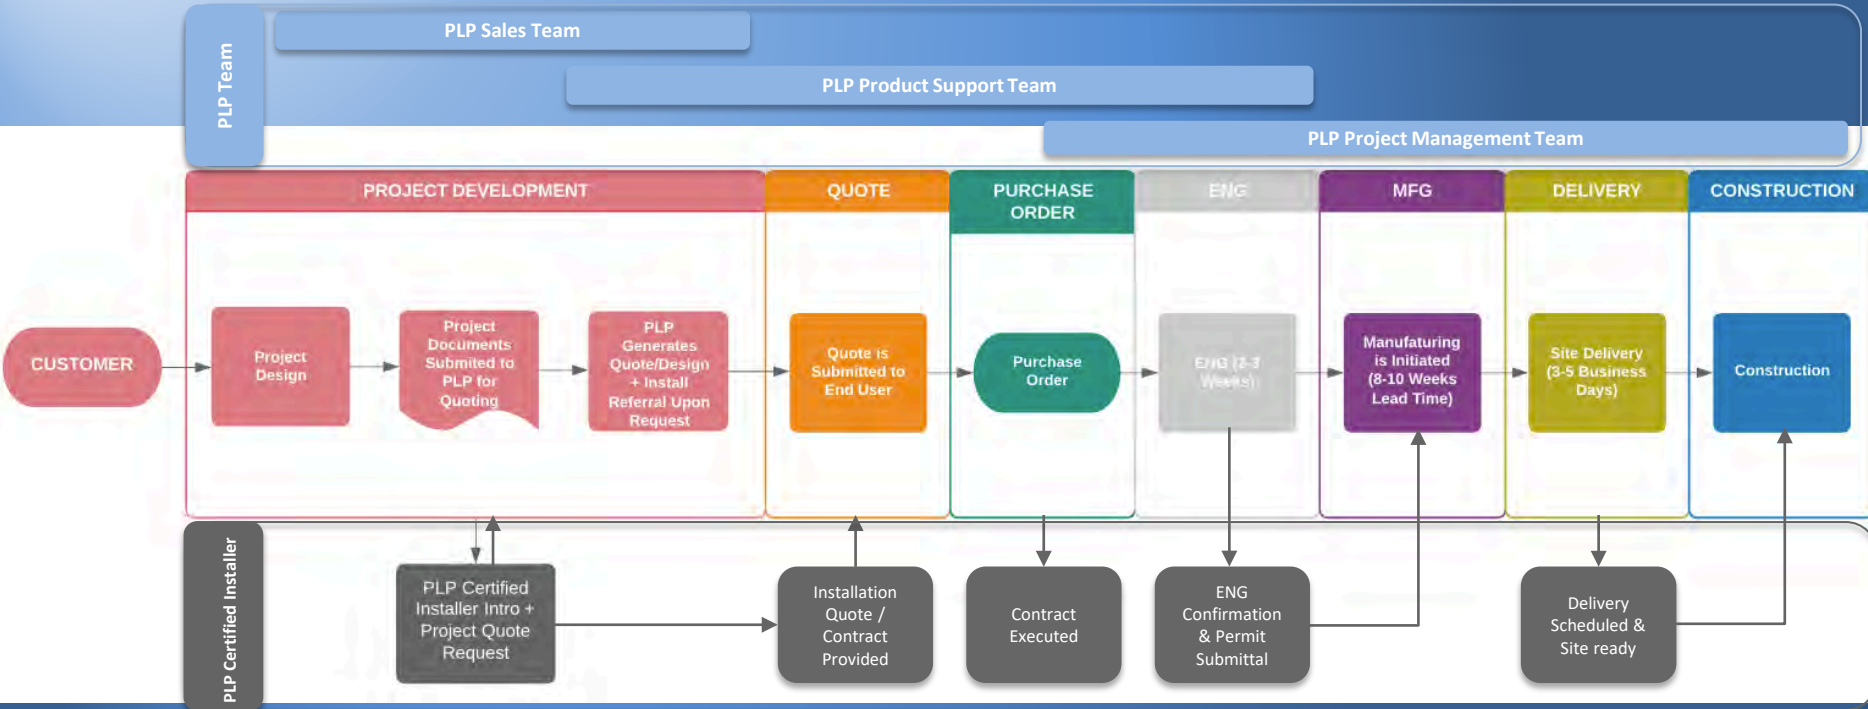 PLP Team
PLP Sales Team
PLP Product Support Team
PLP Project Management Team
PROJECT DEVELOPMENT
QUOTE
PURCHASE
ORDER
ENG
MFG
DELIVERY
CONSTRUCTION
CUSTOMER
Project
Design
Project
Documents
Submited to
PLP for
Quoting
PLP
Generates
Quote/Design
+ Install
Referral Upon
Request
Quote is
Submitted to
End User
Purchase
Order
ENG (2-3
Weeks)
Manufaturing
is Initiated
(8-10 Weeks
Lead Time)
Site Delivery
(3-5 Business
Days)
Construction
PLP Certified Installer
PLP Certified
Installer Intro +
Project Quote
Request
Installation
Quote /
Contract
Provided
Contract
Executed
ENG
Confirmation
& Permit
Submittal
Delivery
Scheduled &
Site ready